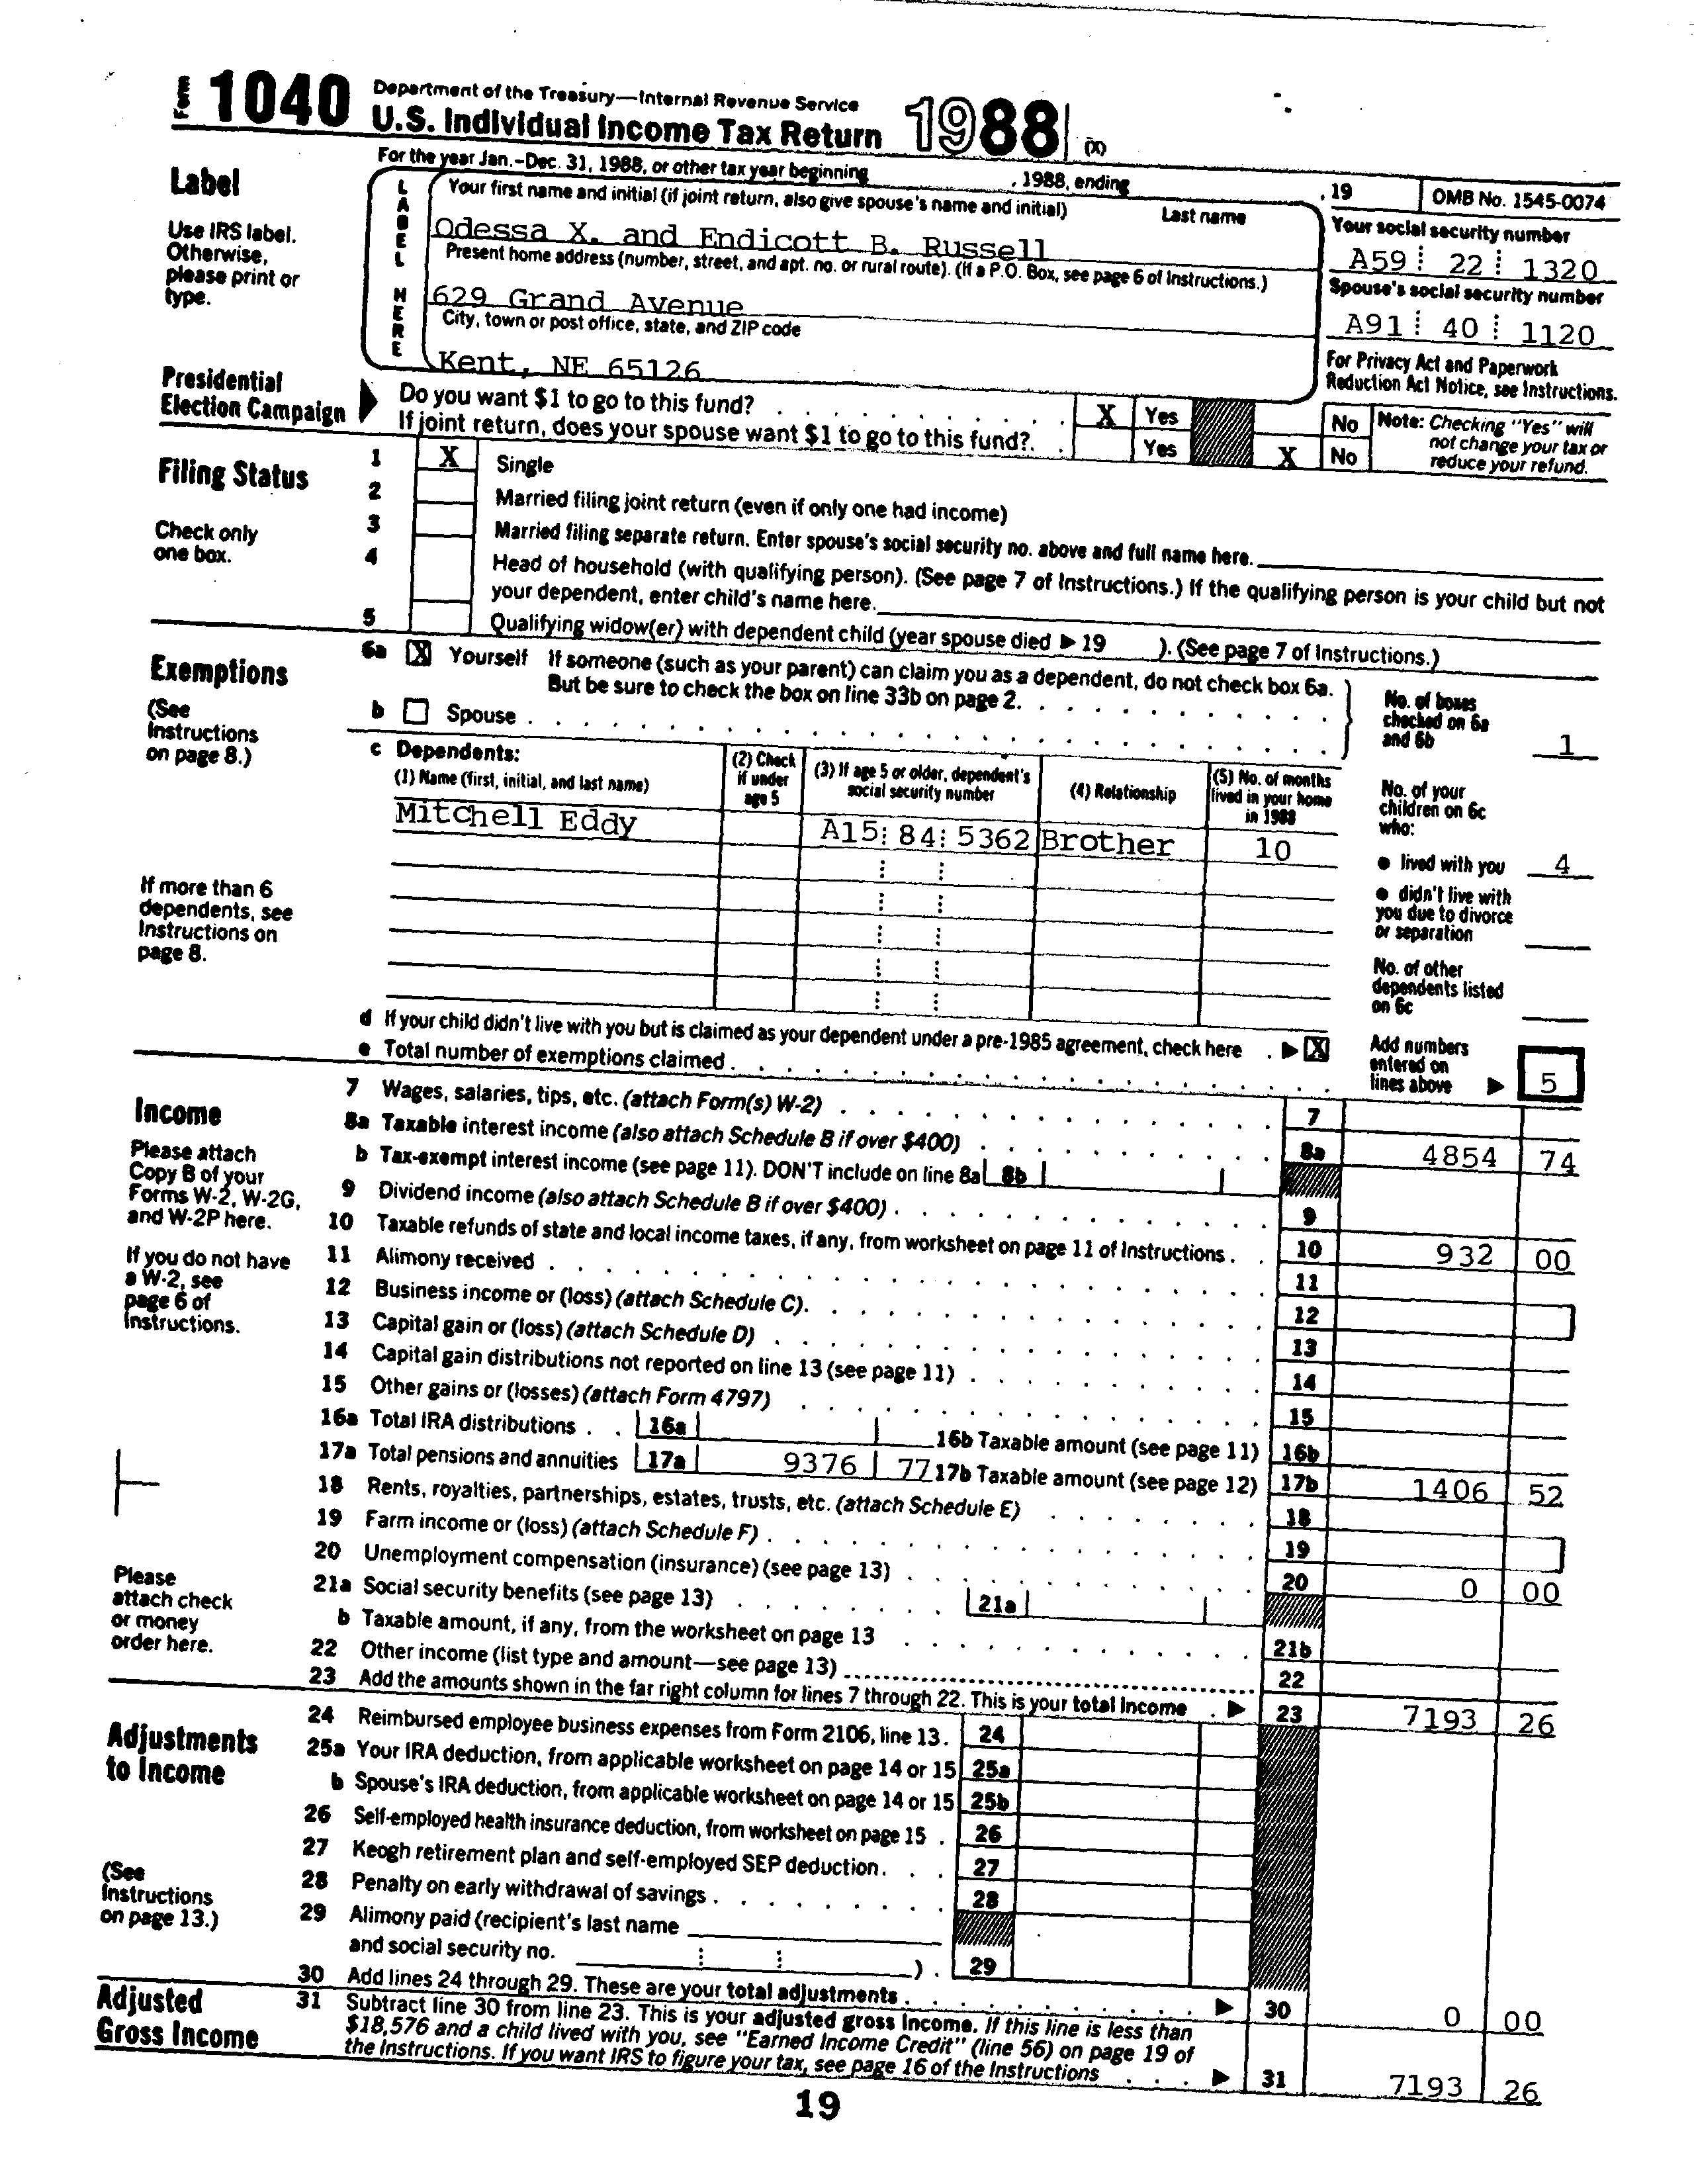 Form 1040 Department of the Treasury—Internal Revenue Service
U.S. Individual Income Tax Return 1988 (X)
For the year Jan.–Dec. 31, 1988, or other tax year beginning , 1988, ending , 19 OMB No. 1545-0074
Label
Use IRS label. Otherwise, please print or type.
LABEL HERE
Your first name and initial (if joint return, also give spouse's name and initial) Last name
Odessa X. and Endicott B. Russell
Your social security number
A59 22 1320
Present home address (number, street, and apt. no. or rural route). (If a P.O. Box, see page 6 of Instructions.)
629 Grand Avenue
Spouse's social security number
A91 40 1120
City, town or post office, state, and ZIP code
Kent, NE 65126
For Privacy Act and Paperwork Reduction Act Notice, see Instructions.
Presidential Election Campaign
Do you want $1 to go to this fund? X Yes No
If joint return, does your spouse want $1 to go to this fund? Yes X No
Note: Checking "Yes" will not change your tax or reduce your refund.
Filing Status
Check only one box.
1 X Single
2 Married filing joint return (even if only one had income)
3 Married filing separate return. Enter spouse's social security no. above and full name here.
4 Head of household (with qualifying person). (See page 7 of Instructions.) If the qualifying person is your child but not
your dependent, enter child's name here.
5 Qualifying widow(er) with dependent child (year spouse died ▶ 19 ). (See page 7 of Instructions.)
Exemptions
(See Instructions on page 8.)
6a X Yourself If someone (such as your parent) can claim you as a dependent, do not check box 6a.
But be sure to check the box on line 33b on page 2.
b Spouse
No. of boxes checked on 6a and 6b 1
c Dependents:
(1) Name (first, initial, and last name)
(2) Check if under age 5
(3) If age 5 or older, dependent's social security number
(4) Relationship
(5) No. of months lived in your home in 1988
Mitchell Eddy A15 84 5362 Brother 10
No. of your children on 6c who:
• lived with you 4
• didn't live with you due to divorce or separation
No. of other dependents listed on 6c
If more than 6 dependents, see Instructions on page 8.
d If your child didn't live with you but is claimed as your dependent under a pre-1985 agreement, check here . ▶ X
e Total number of exemptions claimed
Add numbers entered on lines above ▶ 5
Income
Please attach Copy B of your Forms W-2, W-2G, and W-2P here.
If you do not have a W-2, see page 6 of Instructions.
Please attach check or money order here.
7 Wages, salaries, tips, etc. (attach Form(s) W-2) 7
8a Taxable interest income (also attach Schedule B if over $400) 8a 4854 74
b Tax-exempt interest income (see page 11). DON'T include on line 8a 8b
9 Dividend income (also attach Schedule B if over $400) 9
10 Taxable refunds of state and local income taxes, if any, from worksheet on page 11 of Instructions 10 932 00
11 Alimony received 11
12 Business income or (loss) (attach Schedule C) 12
13 Capital gain or (loss) (attach Schedule D) 13
14 Capital gain distributions not reported on line 13 (see page 11) 14
15 Other gains or (losses) (attach Form 4797) 15
16a Total IRA distributions 16a 16b Taxable amount (see page 11) 16b
17a Total pensions and annuities 17a 9376 77 17b Taxable amount (see page 12) 17b 1406 52
18 Rents, royalties, partnerships, estates, trusts, etc. (attach Schedule E) 18
19 Farm income or (loss) (attach Schedule F) 19
20 Unemployment compensation (insurance) (see page 13) 20 0 00
21a Social security benefits (see page 13) 21a
b Taxable amount, if any, from the worksheet on page 13 21b
22 Other income (list type and amount—see page 13) 22
23 Add the amounts shown in the far right column for lines 7 through 22. This is your total income ▶ 23 7193 26
Adjustments to Income
(See Instructions on page 13.)
24 Reimbursed employee business expenses from Form 2106, line 13. 24
25a Your IRA deduction, from applicable worksheet on page 14 or 15 25a
b Spouse's IRA deduction, from applicable worksheet on page 14 or 15 25b
26 Self-employed health insurance deduction, from worksheet on page 15 26
27 Keogh retirement plan and self-employed SEP deduction 27
28 Penalty on early withdrawal of savings 28
29 Alimony paid (recipient's last name
and social security no. ) 29
30 Add lines 24 through 29. These are your total adjustments ▶ 30 0 00
Adjusted Gross Income
31 Subtract line 30 from line 23. This is your adjusted gross income. If this line is less than
$18,576 and a child lived with you, see "Earned Income Credit" (line 56) on page 19 of
the Instructions. If you want IRS to figure your tax, see page 16 of the Instructions ▶ 31 7193 26
19